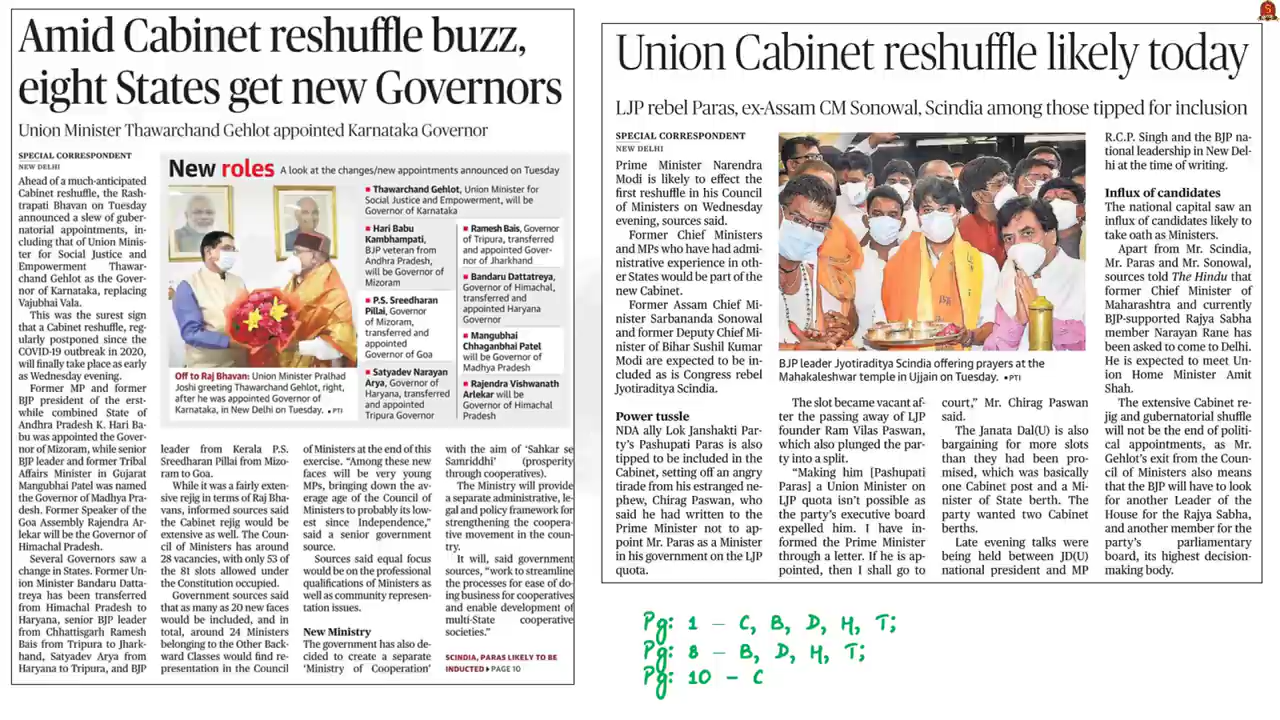 Amid Cabinet reshuffle buzz,
eight States get new Governors
Union Minister Thawarchand Gehlot appointed Karnataka Governor
SPECIAL CORRESPONDENT
NEW DELHI
Ahead of a much-anticipated
Cabinet reshuffle, the Rash-
trapati Bhavan on Tuesday
announced a slew of guber-
natorial appointments, in-
cluding that of Union Minis-
ter for Social Justice and
Empowerment Thawar-
chand Gehlot as the Gover-
nor of Karnataka, replacing
Vajubhai Vala.
This was the surest sign
that a Cabinet reshuffle, reg-
ularly postponed since the
COVID-19 outbreak in 2020,
will finally take place as early
as Wednesday evening.
Former MP and former
BJP president of the erst-
while combined State of
Andhra Pradesh K. Hari Ba-
bu was appointed the Gover-
nor of Mizoram, while senior
BJP leader and former Tribal
Affairs Minister in Gujarat
Mangubhai Patel was named
the Governor of Madhya Pra-
desh. Former Speaker of the
Goa Assembly Rajendra Ar-
lekar will be the Governor of
Himachal Pradesh.
Several Governors saw a
change in States. Former Un-
ion Minister Bandaru Datta-
treya has been transferred
from Himachal Pradesh to
Haryana, senior BJP leader
from Chhattisgarh Ramesh
Bais from Tripura to Jhark-
hand, Satyadev Arya from
Haryana to Tripura, and BJP
New roles A look at the changes/new appointments announced on Tuesday
Off to Raj Bhavan: Union Minister Pralhad
Joshi greeting Thawarchand Gehlot, right,
after he was appointed Governor of
Karnataka, in New Delhi on Tuesday. • PTI
Thawarchand Gehlot, Union Minister for
Social Justice and Empowerment, will be
Governor of Karnataka
Hari Babu
Kambhampati,
BJP veteran from
Andhra Pradesh,
will be Governor of
Mizoram
P.S. Sreedharan
Pillai, Governor
of Mizoram,
transferred and
appointed
Governor of Goa
Satyadev Narayan
Arya, Governor of
Haryana, transferred
and appointed
Tripura Governor
Ramesh Bais, Governor
of Tripura, transferred
and appointed Gover-
nor of Jharkhand
Bandaru Dattatreya,
Governor of Himachal,
transferred and
appointed Haryana
Governor
Mangubhai
Chhaganbhai Patel
will be Governor of
Madhya Pradesh
Rajendra Vishwanath
Arlekar will be
Governor of Himachal
Pradesh
leader from Kerala P.S.
Sreedharan Pillai from Mizo-
ram to Goa.
While it was a fairly exten-
sive rejig in terms of Raj Bha-
vans, informed sources said
the Cabinet rejig would be
extensive as well. The Coun-
cil of Ministers has around
28 vacancies, with only 53 of
the 81 slots allowed under
the Constitution occupied.
Government sources said
that as many as 20 new faces
would be included, and in
total, around 24 Ministers
belonging to the Other Back-
ward Classes would find re-
presentation in the Council
of Ministers at the end of this
exercise. “Among these new
faces will be very young
MPs, bringing down the av-
erage age of the Council of
Ministers to probably its low-
est since Independence,”
said a senior government
source.
Sources said equal focus
would be on the professional
qualifications of Ministers as
well as community represen-
tation issues.
New Ministry
The government has also de-
cided to create a separate
‘Ministry of Cooperation’
with the aim of ‘Sahkar se
Samriddhi’ (prosperity
through cooperatives).
The Ministry will provide
a separate administrative, le-
gal and policy framework for
strengthening the coopera-
tive movement in the coun-
try.
It will, said government
sources, “work to streamline
the processes for ease of do-
ing business for cooperatives
and enable development of
multi-State cooperative
societies.”
SCINDIA, PARAS LIKELY TO BE
INDUCTED ▸ PAGE 10
Union Cabinet reshuffle likely today
LJP rebel Paras, ex-Assam CM Sonowal, Scindia among those tipped for inclusion
SPECIAL CORRESPONDENT
NEW DELHI
Prime Minister Narendra
Modi is likely to effect the
first reshuffle in his Council
of Ministers on Wednesday
evening, sources said.
Former Chief Ministers
and MPs who have had admi-
nistrative experience in oth-
er States would be part of the
new Cabinet.
Former Assam Chief Mi-
nister Sarbananda Sonowal
and former Deputy Chief Mi-
nister of Bihar Sushil Kumar
Modi are expected to be in-
cluded as is Congress rebel
Jyotiraditya Scindia.
Power tussle
NDA ally Lok Janshakti Par-
ty’s Pashupati Paras is also
tipped to be included in the
Cabinet, setting off an angry
tirade from his estranged ne-
phew, Chirag Paswan, who
said he had written to the
Prime Minister not to ap-
point Mr. Paras as a Minister
in his government on the LJP
quota.
BJP leader Jyotiraditya Scindia offering prayers at the
Mahakaleshwar temple in Ujjain on Tuesday. • PTI
The slot became vacant af-
ter the passing away of LJP
founder Ram Vilas Paswan,
which also plunged the par-
ty into a split.
“Making him [Pashupati
Paras] a Union Minister on
LJP quota isn’t possible as
the party’s executive board
expelled him. I have in-
formed the Prime Minister
through a letter. If he is ap-
pointed, then I shall go to
court,” Mr. Chirag Paswan
said.
The Janata Dal(U) is also
bargaining for more slots
than they had been pro-
mised, which was basically
one Cabinet post and a Mi-
nister of State berth. The
party wanted two Cabinet
berths.
Late evening talks were
being held between JD(U)
national president and MP
R.C.P. Singh and the BJP na-
tional leadership in New Del-
hi at the time of writing.
Influx of candidates
The national capital saw an
influx of candidates likely to
take oath as Ministers.
Apart from Mr. Scindia,
Mr. Paras and Mr. Sonowal,
sources told The Hindu that
former Chief Minister of
Maharashtra and currently
BJP-supported Rajya Sabha
member Narayan Rane has
been asked to come to Delhi.
He is expected to meet Un-
ion Home Minister Amit
Shah.
The extensive Cabinet re-
jig and gubernatorial shuffle
will not be the end of politi-
cal appointments, as Mr.
Gehlot’s exit from the Coun-
cil of Ministers also means
that the BJP will have to look
for another Leader of the
House for the Rajya Sabha,
and another member for the
party’s parliamentary
board, its highest decision-
making body.
Pg: 1 – C, B, D, H, T;
Pg: 8 – B, D, H, T;
Pg: 10 – C